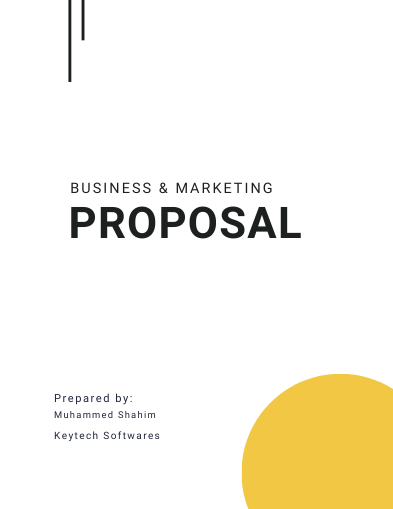 BUSINESS & MARKETING
PROPOSAL
Prepared by:
Muhammed Shahim
Keytech Softwares